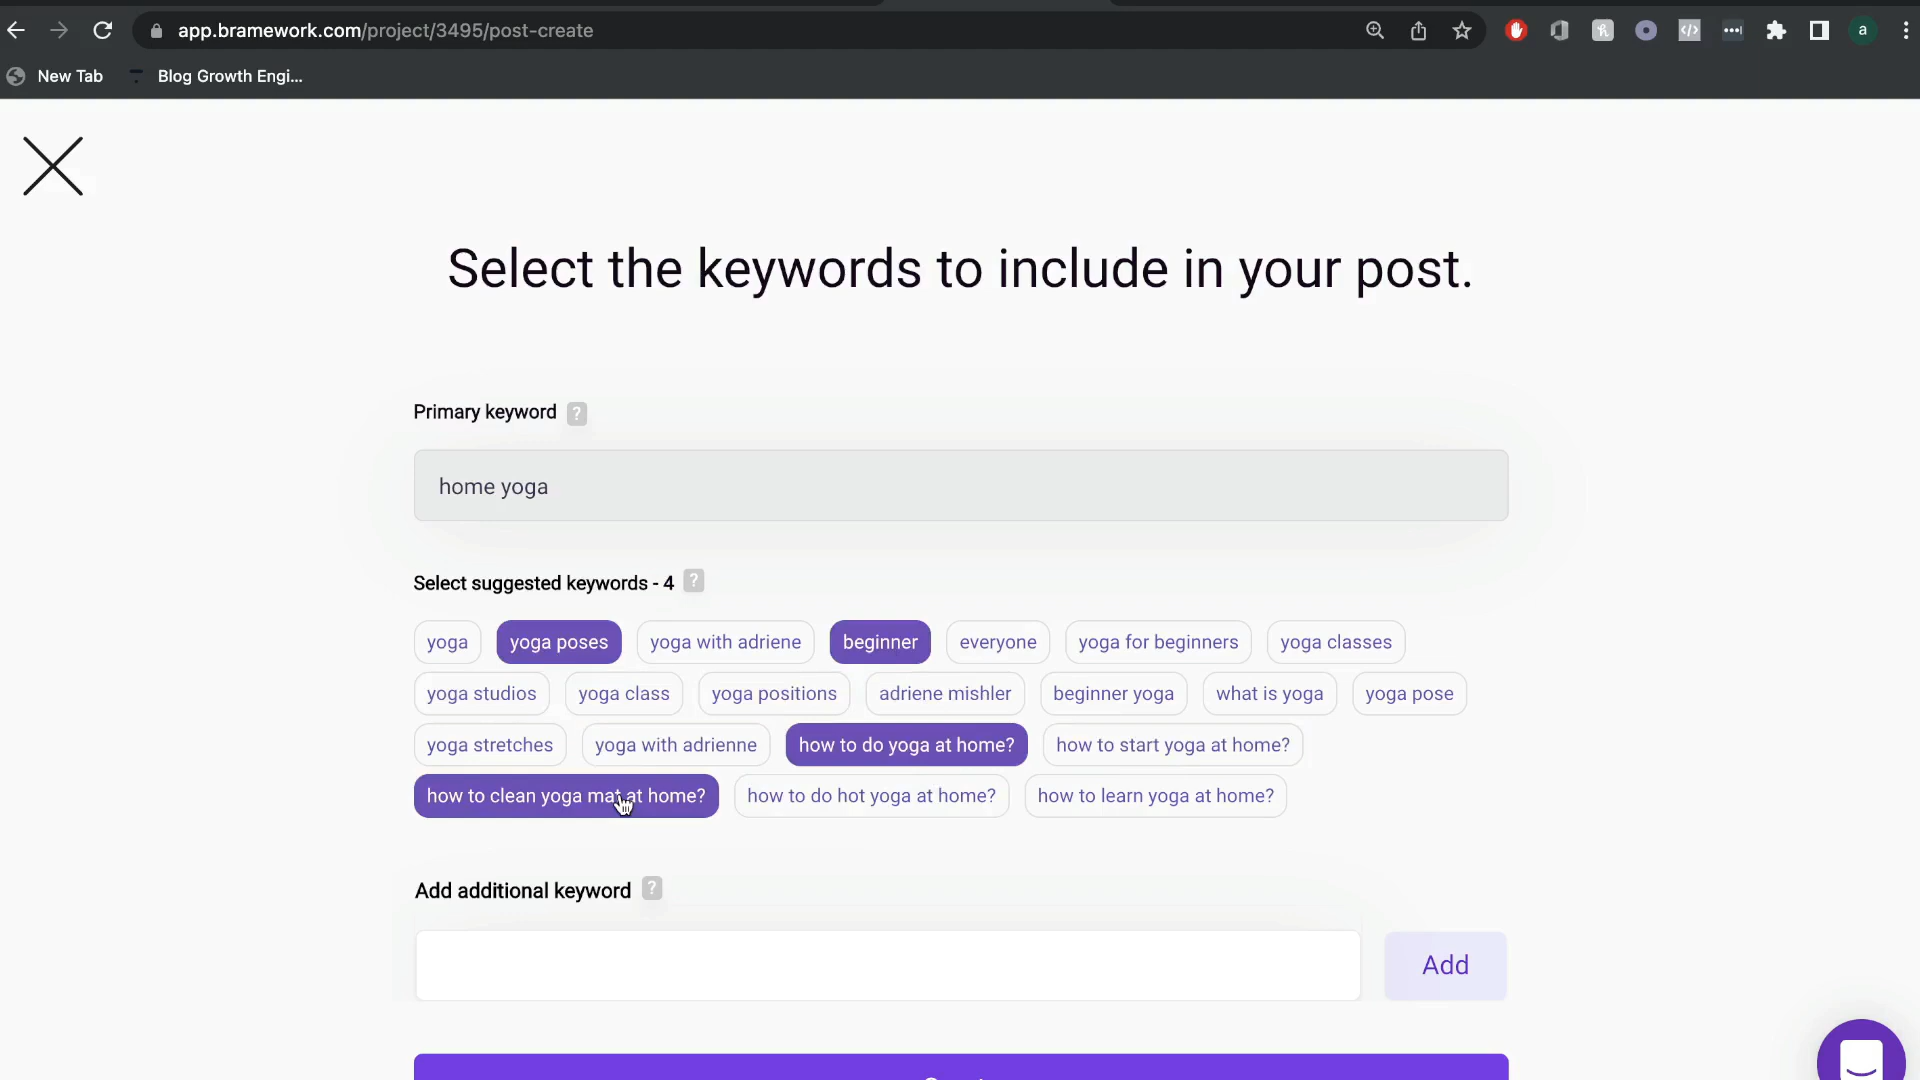 app.bramework.com/project/3495/post-create
a
New Tab Blog Growth Engi...
Select the keywords to include in your post.
Primary keyword ?
home yoga
Select suggested keywords - 4 ?
yoga yoga poses yoga with adriene beginner everyone yoga for beginners yoga classes
yoga studios yoga class yoga positions adriene mishler beginner yoga what is yoga yoga pose
yoga stretches yoga with adrienne how to do yoga at home? how to start yoga at home?
how to clean yoga mat at home? how to do hot yoga at home? how to learn yoga at home?
Add additional keyword ?
Add